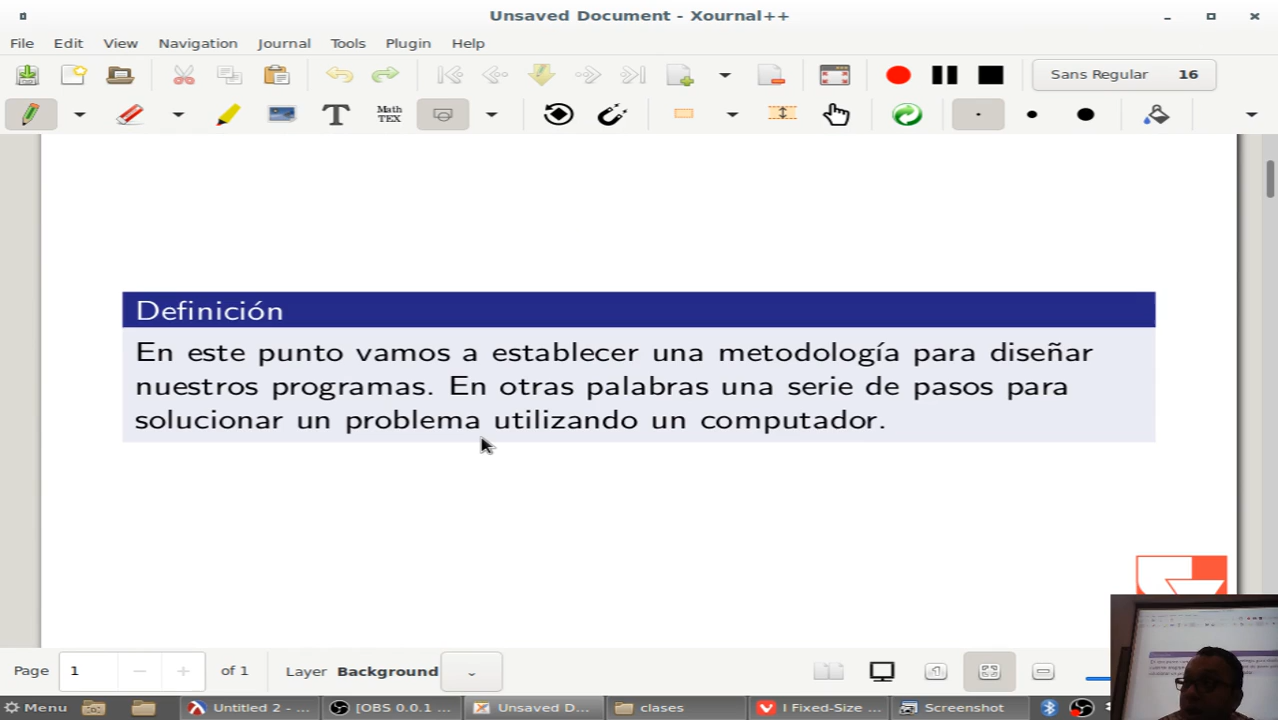 Unsaved Document - Xournal++
File Edit View Navigation Journal Tools Plugin Help
Sans Regular 16
T Math TEX
Definición
En este punto vamos a establecer una metodología para diseñar
nuestros programas. En otras palabras una serie de pasos para
solucionar un problema utilizando un computador.
Page 1 of 1 Layer Background
Menu Untitled 2 - ... [OBS 0.0.1 ... Unsaved D... clases I Fixed-Size ... Screenshot